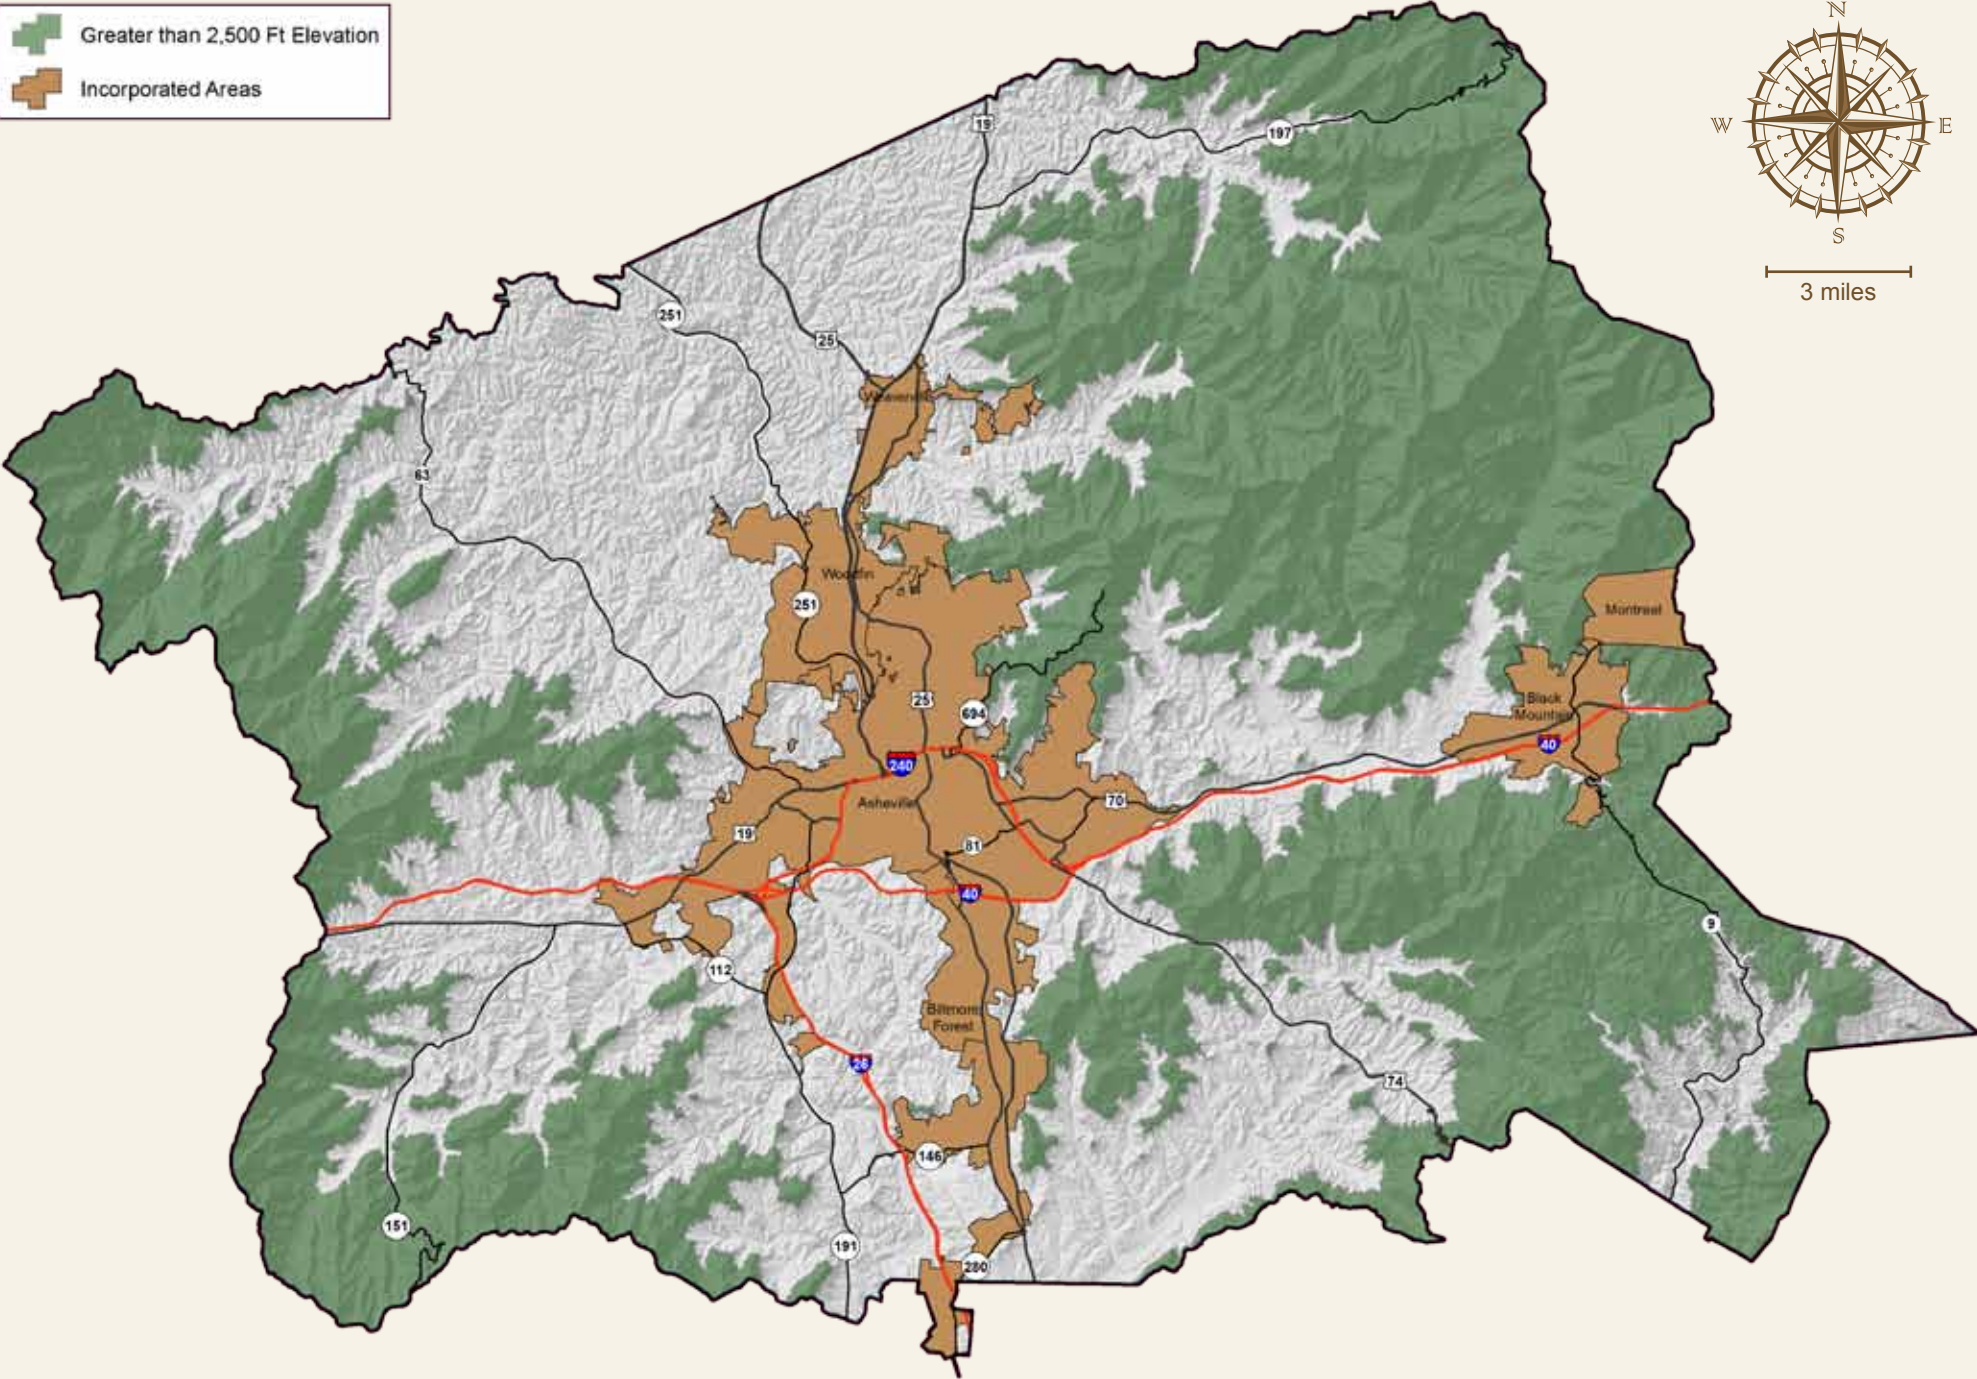 Greater than 2,500 Ft Elevation
Incorporated Areas
N
W
E
S
3 miles
19
197
251
25
Weaverville
63
Woodfin
251
Montreat
25
694
Black
Mountain
40
240
Asheville
70
19
81
40
9
112
Biltmore
Forest
26
74
146
151
191
280